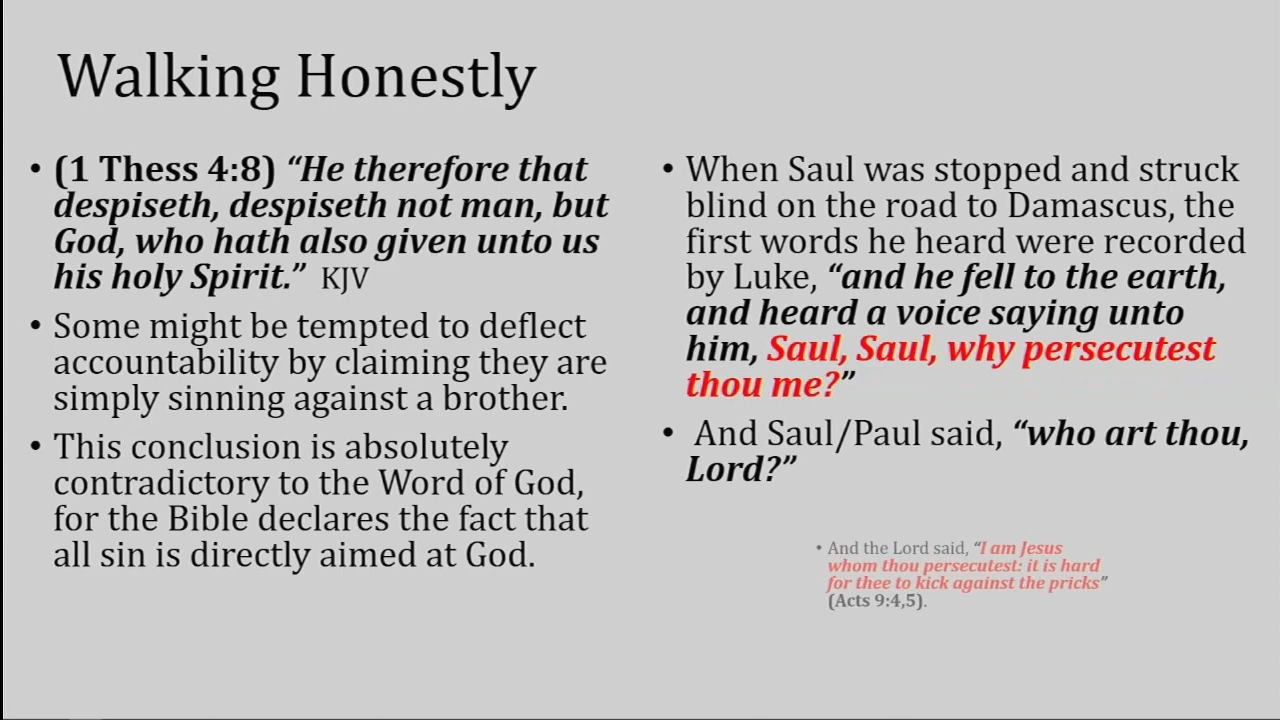 Walking Honestly
• (1 Thess 4:8) “He therefore that
despiseth, despiseth not man, but
God, who hath also given unto us
his holy Spirit.” KJV
• Some might be tempted to deflect
accountability by claiming they are
simply sinning against a brother.
• This conclusion is absolutely
contradictory to the Word of God,
for the Bible declares the fact that
all sin is directly aimed at God.
• When Saul was stopped and struck
blind on the road to Damascus, the
first words he heard were recorded
by Luke, “and he fell to the earth,
and heard a voice saying unto
him, Saul, Saul, why persecutest
thou me?”
• And Saul/Paul said, “who art thou,
Lord?”
• And the Lord said, “I am Jesus
whom thou persecutest: it is hard
for thee to kick against the pricks”
(Acts 9:4,5).